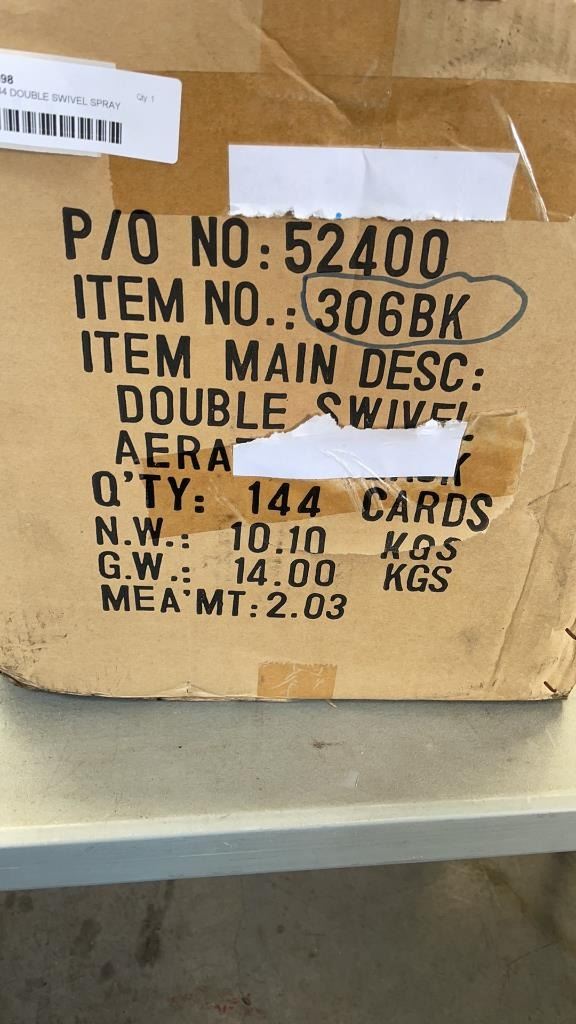 98
4 DOUBLE SWIVEL SPRAY
Qty 1
P/O NO: 52400
ITEM NO.: 306BK
ITEM MAIN DESC:
DOUBLE SWIVEL
AERA
Q'TY: 144 CARDS
N.W.: 10.10 KGS
G.W.: 14.00 KGS
MEA'MT: 2.03